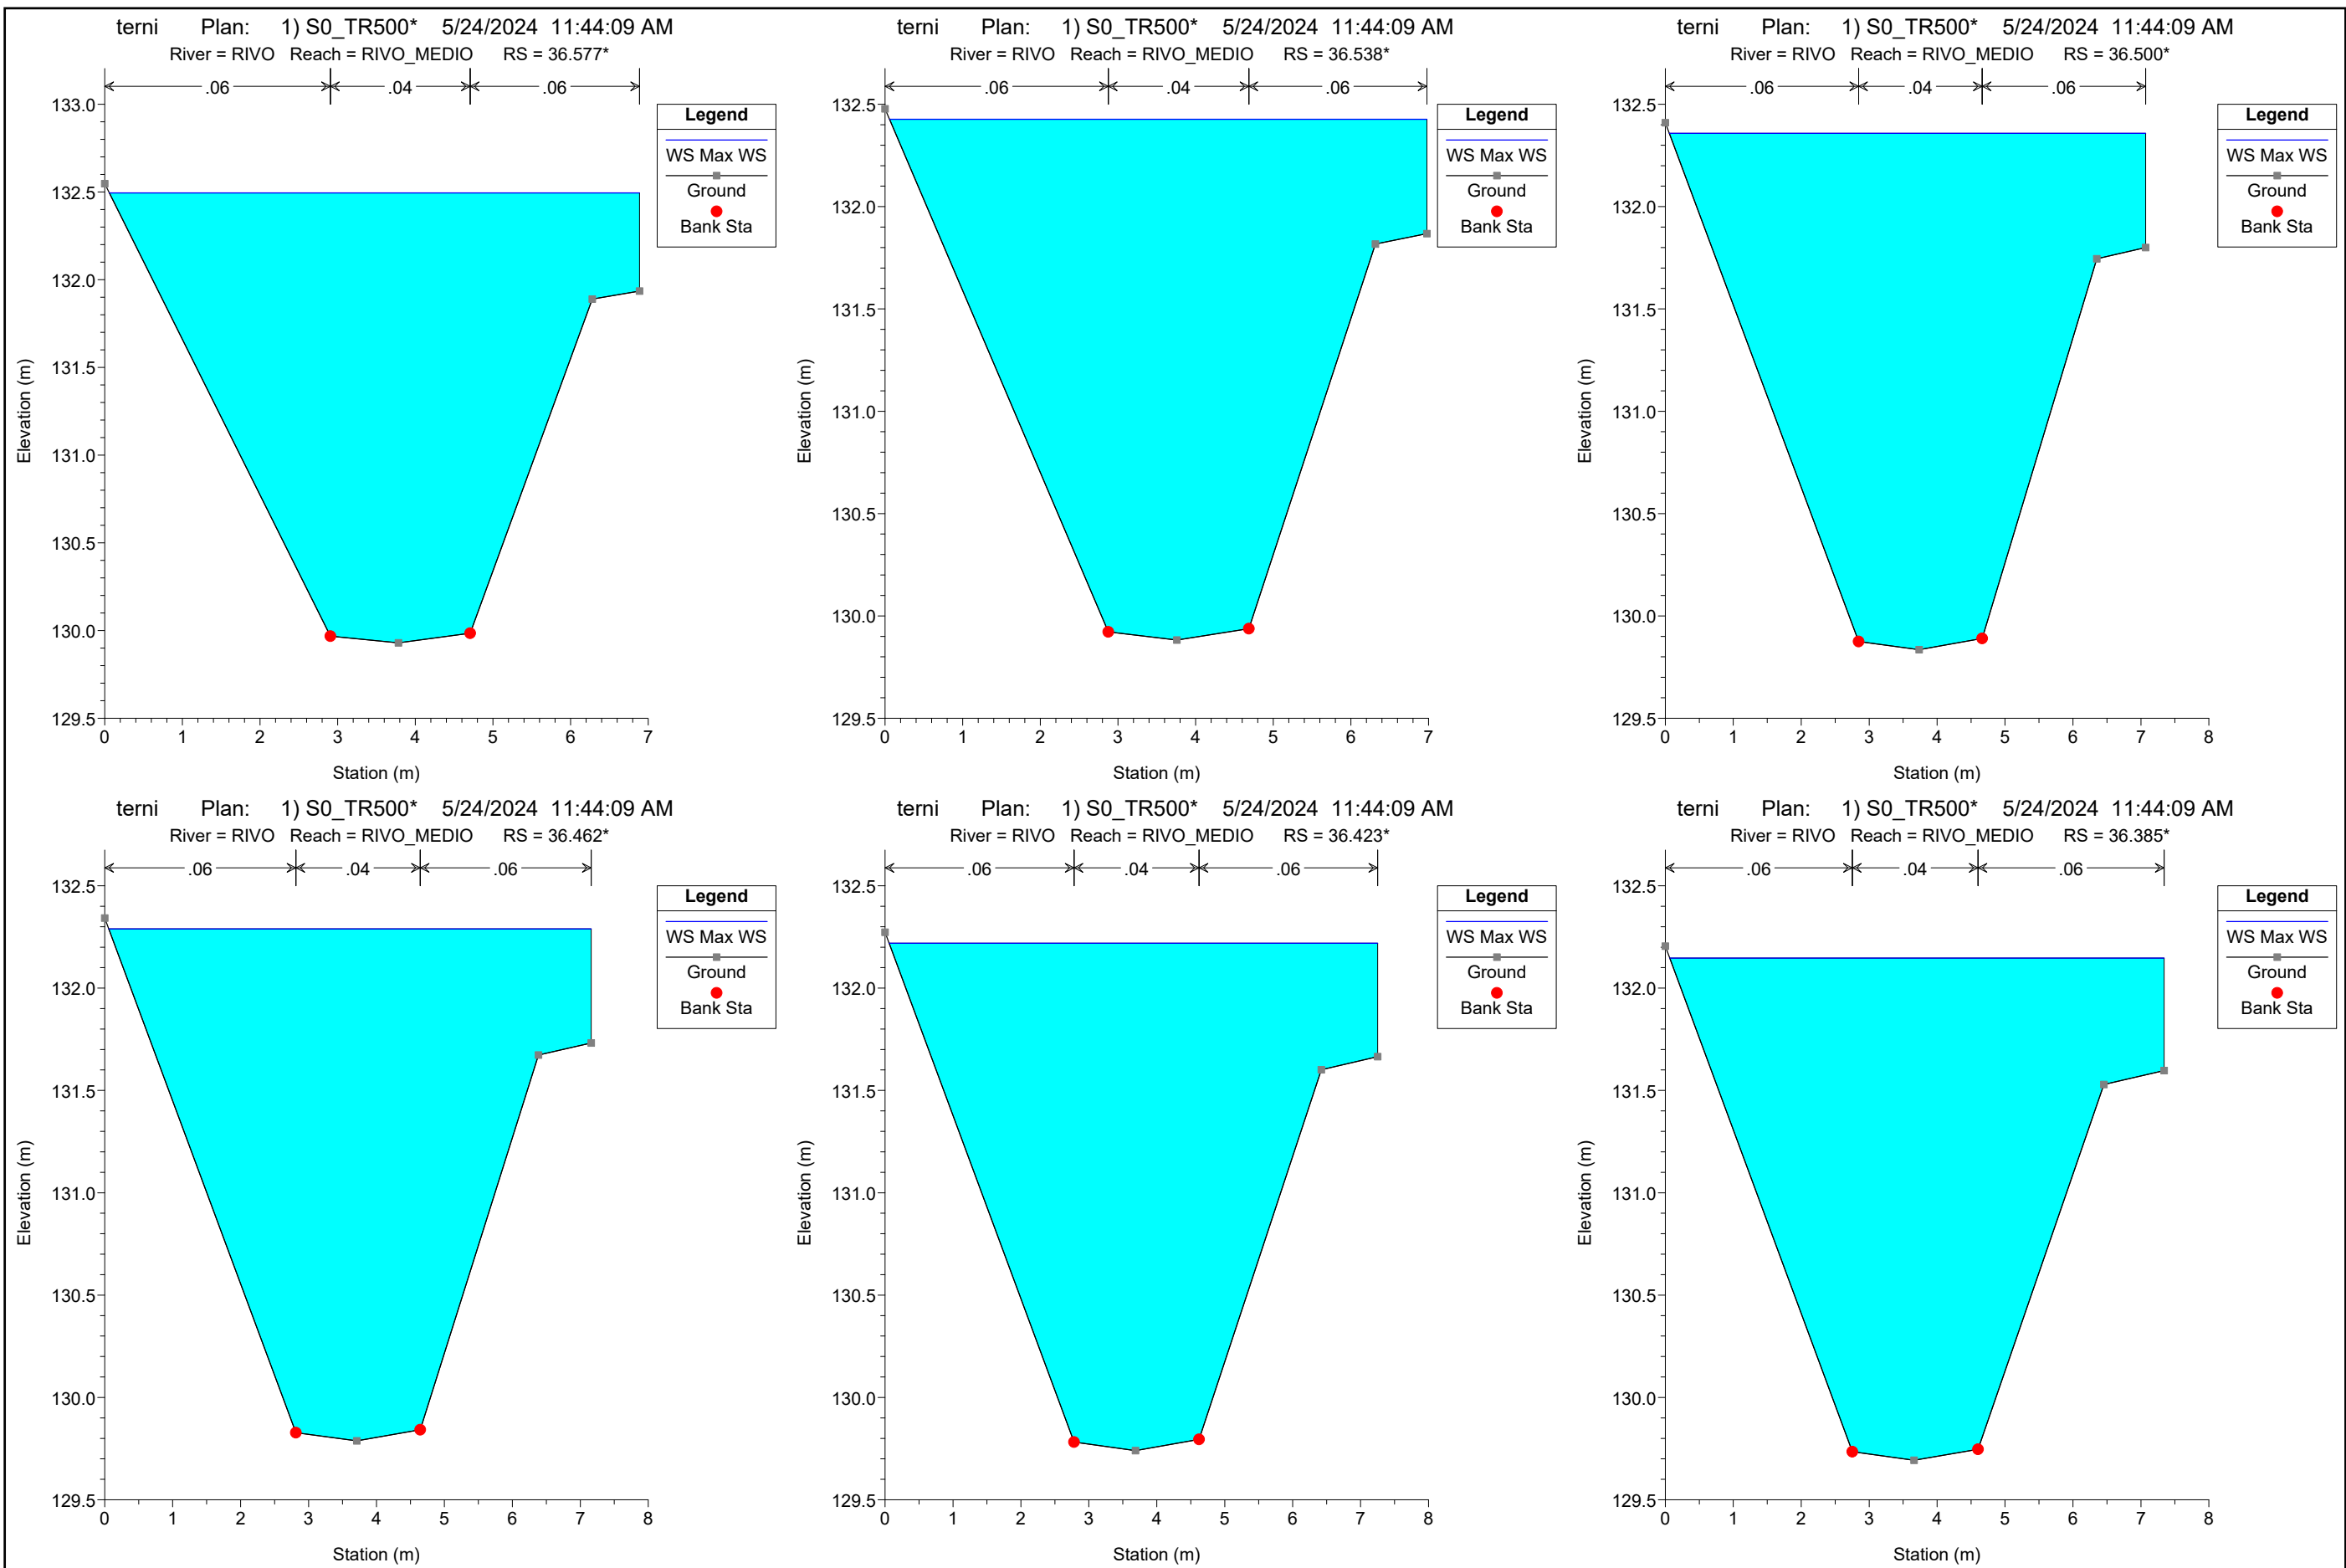 terni Plan: 1) S0_TR500* 5/24/2024 11:44:09 AM
River = RIVO Reach = RIVO_MEDIO RS = 36.577*
.06 .04 .06
133.0
132.5
132.0
131.5
131.0
130.5
130.0
129.5
Elevation (m)
0 1 2 3 4 5 6 7
Station (m)
Legend
WS Max WS
Ground
Bank Sta
terni Plan: 1) S0_TR500* 5/24/2024 11:44:09 AM
River = RIVO Reach = RIVO_MEDIO RS = 36.538*
.06 .04 .06
132.5
132.0
131.5
131.0
130.5
130.0
129.5
Elevation (m)
0 1 2 3 4 5 6 7
Station (m)
Legend
WS Max WS
Ground
Bank Sta
terni Plan: 1) S0_TR500* 5/24/2024 11:44:09 AM
River = RIVO Reach = RIVO_MEDIO RS = 36.500*
.06 .04 .06
132.5
132.0
131.5
131.0
130.5
130.0
129.5
Elevation (m)
0 1 2 3 4 5 6 7 8
Station (m)
Legend
WS Max WS
Ground
Bank Sta
terni Plan: 1) S0_TR500* 5/24/2024 11:44:09 AM
River = RIVO Reach = RIVO_MEDIO RS = 36.462*
.06 .04 .06
132.5
132.0
131.5
131.0
130.5
130.0
129.5
Elevation (m)
0 1 2 3 4 5 6 7 8
Station (m)
Legend
WS Max WS
Ground
Bank Sta
terni Plan: 1) S0_TR500* 5/24/2024 11:44:09 AM
River = RIVO Reach = RIVO_MEDIO RS = 36.423*
.06 .04 .06
132.5
132.0
131.5
131.0
130.5
130.0
129.5
Elevation (m)
0 1 2 3 4 5 6 7 8
Station (m)
Legend
WS Max WS
Ground
Bank Sta
terni Plan: 1) S0_TR500* 5/24/2024 11:44:09 AM
River = RIVO Reach = RIVO_MEDIO RS = 36.385*
.06 .04 .06
132.5
132.0
131.5
131.0
130.5
130.0
129.5
Elevation (m)
0 1 2 3 4 5 6 7 8
Station (m)
Legend
WS Max WS
Ground
Bank Sta